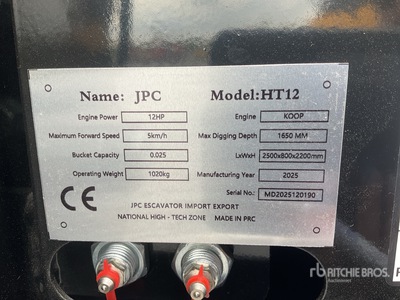 Name: JPC Model: HT12
Engine Power 12HP Engine KOOP
Maximum Forward Speed 5km/h Max Digging Depth 1650 MM
Bucket Capacity 0.025 LxWxH 2500x800x2200mm
Operating Weight 1020kg Manufacturing Year 2025
Serial No.: MD2025120190
CE
JPC ESCAVATOR IMPORT EXPORT
NATIONAL HIGH - TECH ZONE MADE IN PRC
rb RITCHIE BROS.